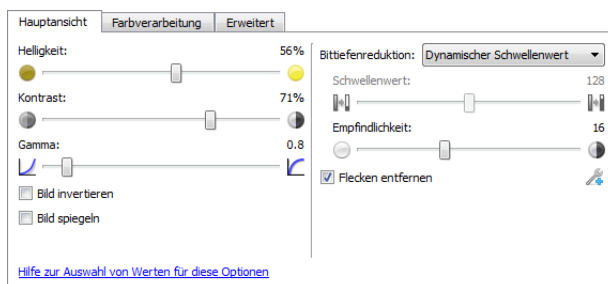 Hauptansicht Farbverarbeitung Erweitert
Helligkeit: 56%
Kontrast: 71%
Gamma: 0.8
Bild invertieren
Bild spiegeln
Hilfe zur Auswahl von Werten für diese Optionen
Bittiefenreduktion: Dynamischer Schwellenwert
Schwellenwert: 128
Empfindlichkeit: 16
Flecken entfernen